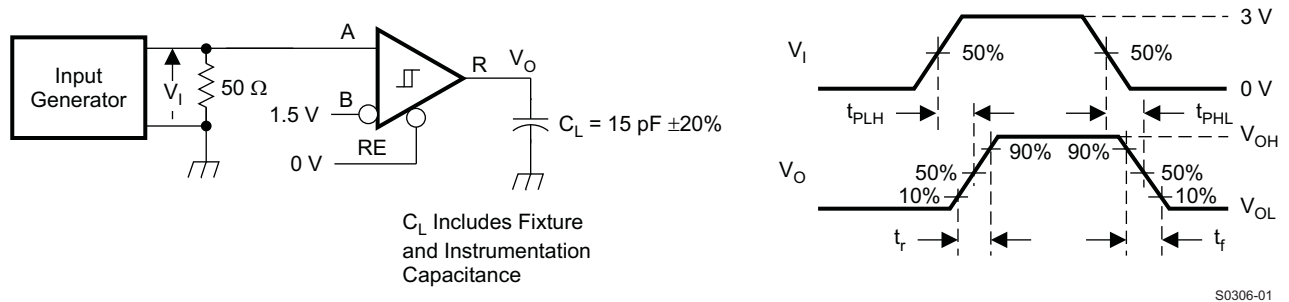 Input
Generator
V_I
50 Ω
A
B
1.5 V
RE
0 V
R
V_O
C_L = 15 pF ±20%
C_L Includes Fixture
and Instrumentation
Capacitance
V_I
50%
50%
3 V
0 V
t_PLH
t_PHL
V_O
90%
90%
50%
50%
10%
10%
V_OH
V_OL
t_r
t_f
S0306-01